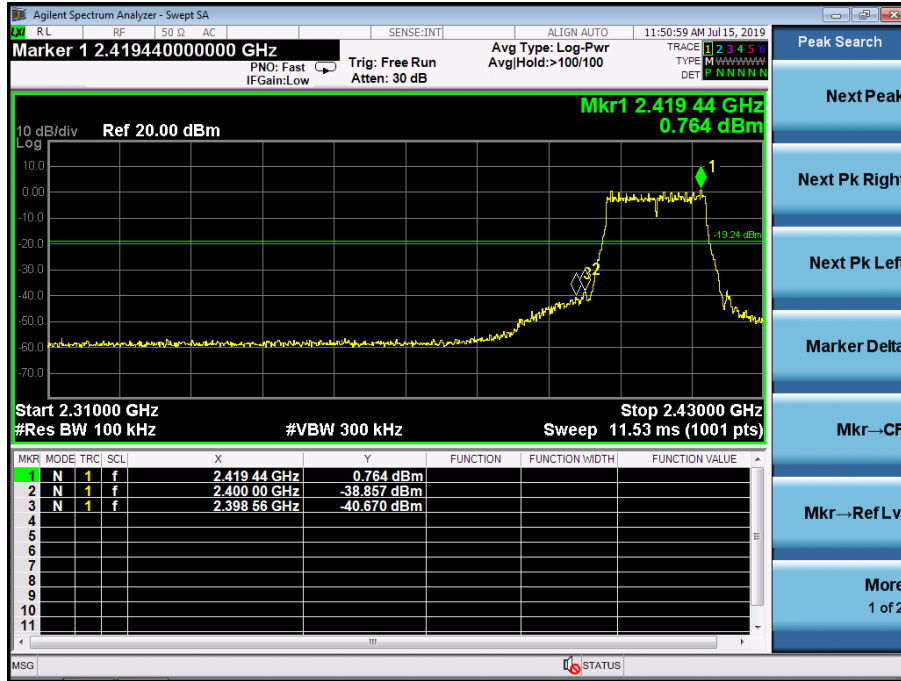 Agilent Spectrum Analyzer - Swept SA
LXI RL RF 50 Ω AC SENSE:INT ALIGN AUTO 11:50:59 AM Jul 15, 2019
Marker 1 2.419440000000 GHz
PNO: Fast
IFGain:Low
Trig: Free Run
Atten: 30 dB
Avg Type: Log-Pwr
Avg|Hold:>100/100
TRACE 1 2 3 4 5 6
TYPE M WWWWW
DET P N N N N N
Mkr1 2.419 44 GHz
0.764 dBm
10 dB/div Ref 20.00 dBm
Log
10.0
0.00
-10.0
-20.0
-30.0
-40.0
-50.0
-60.0
-70.0
1
-19.24 dBm
3 2
Start 2.31000 GHz Stop 2.43000 GHz
#Res BW 100 kHz #VBW 300 kHz Sweep 11.53 ms (1001 pts)
MKR MODE TRC SCL X Y FUNCTION FUNCTION WIDTH FUNCTION VALUE
1 N 1 f 2.419 44 GHz 0.764 dBm
2 N 1 f 2.400 00 GHz -38.857 dBm
3 N 1 f 2.398 56 GHz -40.670 dBm
4
5
6
7
8
9
10
11
MSG STATUS
Peak Search
Next Peak
Next Pk Right
Next Pk Left
Marker Delta
Mkr→CF
Mkr→Ref Lv
More
1 of 2